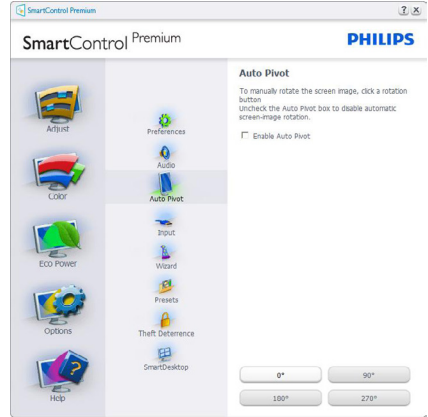 SmartControl Premium
SmartControl Premium
PHILIPS
Adjust
Color
Eco Power
Options
Help
Preferences
Audio
Auto Pivot
Input
Wizard
Presets
Theft Deterrence
SmartDesktop
Auto Pivot
To manually rotate the screen image, click a rotation
button
Uncheck the Auto Pivot box to disable automatic
screen-image rotation.
Enable Auto Pivot
0°
90°
180°
270°